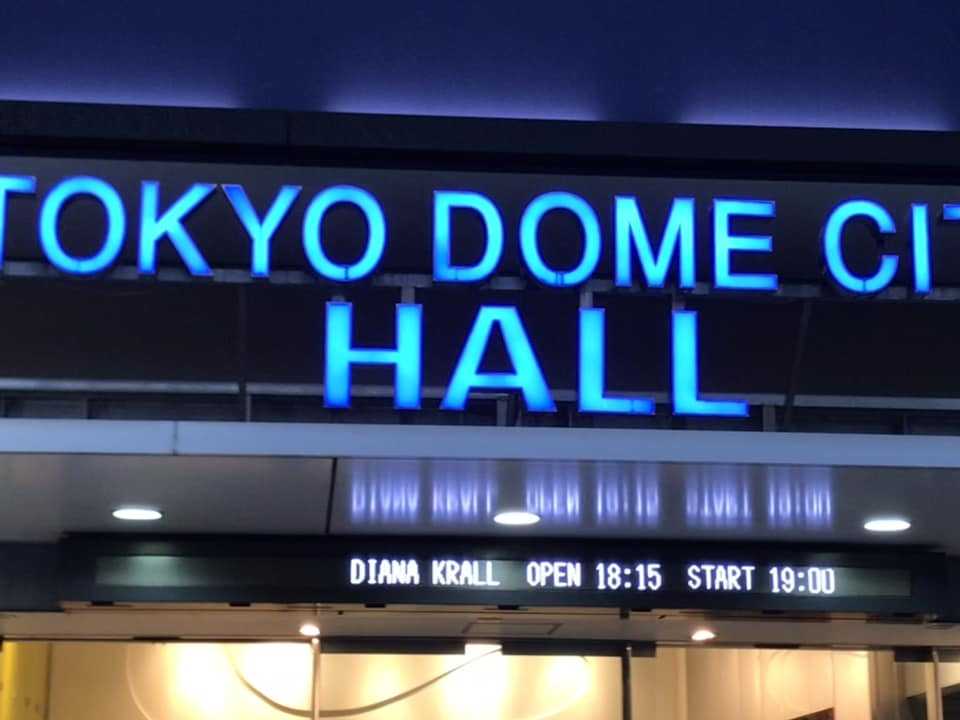 TOKYO DOME CIT
HALL
DIANA KRALL OPEN 18:15 START 19:00